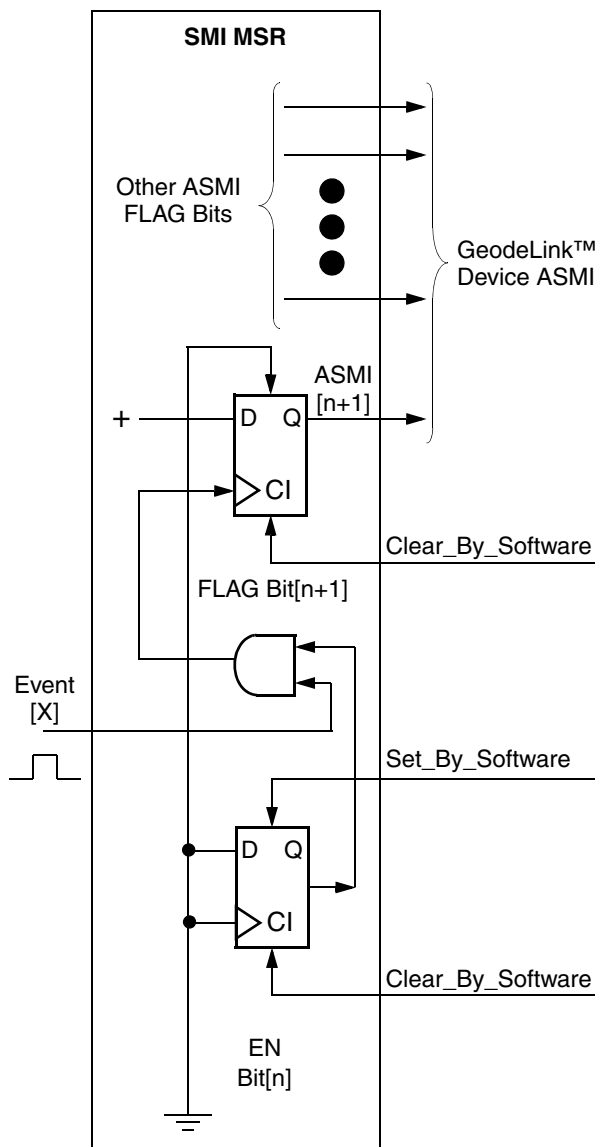 SMI MSR
Other ASMI
FLAG Bits
GeodeLink™
Device ASMI
ASMI
[n+1]
+
D Q
CI
Clear_By_Software
FLAG Bit[n+1]
Event
[X]
Set_By_Software
D Q
CI
Clear_By_Software
EN
Bit[n]